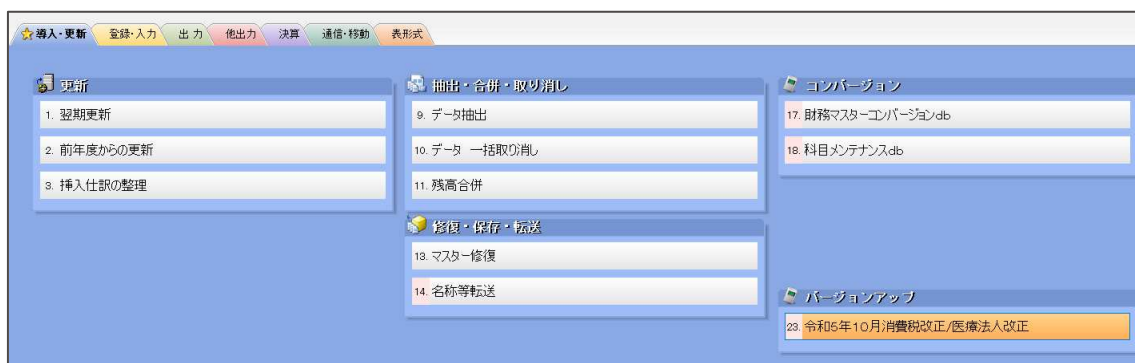 導入・更新 登録・入力 出力 他出力 決算 通信・移動 表形式
更新
1. 翌期更新
2. 前年度からの更新
3. 挿入仕訳の整理
抽出・合併・取り消し
9. データ抽出
10. データ 一括取り消し
11. 残高合併
修復・保存・転送
13. マスター修復
14. 名称等転送
コンバージョン
17. 財務マスターコンバージョンdb
18. 科目メンテナンスdb
バージョンアップ
23. 令和5年10月消費税改正/医療法人改正